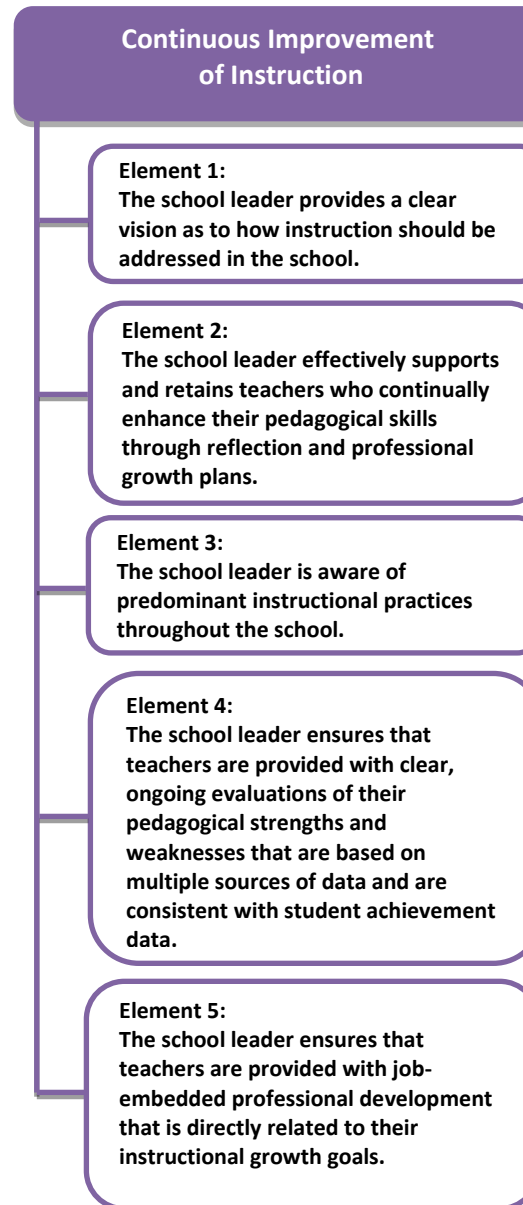 Continuous Improvement
of Instruction
Element 1:
The school leader provides a clear
vision as to how instruction should be
addressed in the school.
Element 2:
The school leader effectively supports
and retains teachers who continually
enhance their pedagogical skills
through reflection and professional
growth plans.
Element 3:
The school leader is aware of
predominant instructional practices
throughout the school.
Element 4:
The school leader ensures that
teachers are provided with clear,
ongoing evaluations of their
pedagogical strengths and
weaknesses that are based on
multiple sources of data and are
consistent with student achievement
data.
Element 5:
The school leader ensures that
teachers are provided with job-
embedded professional development
that is directly related to their
instructional growth goals.